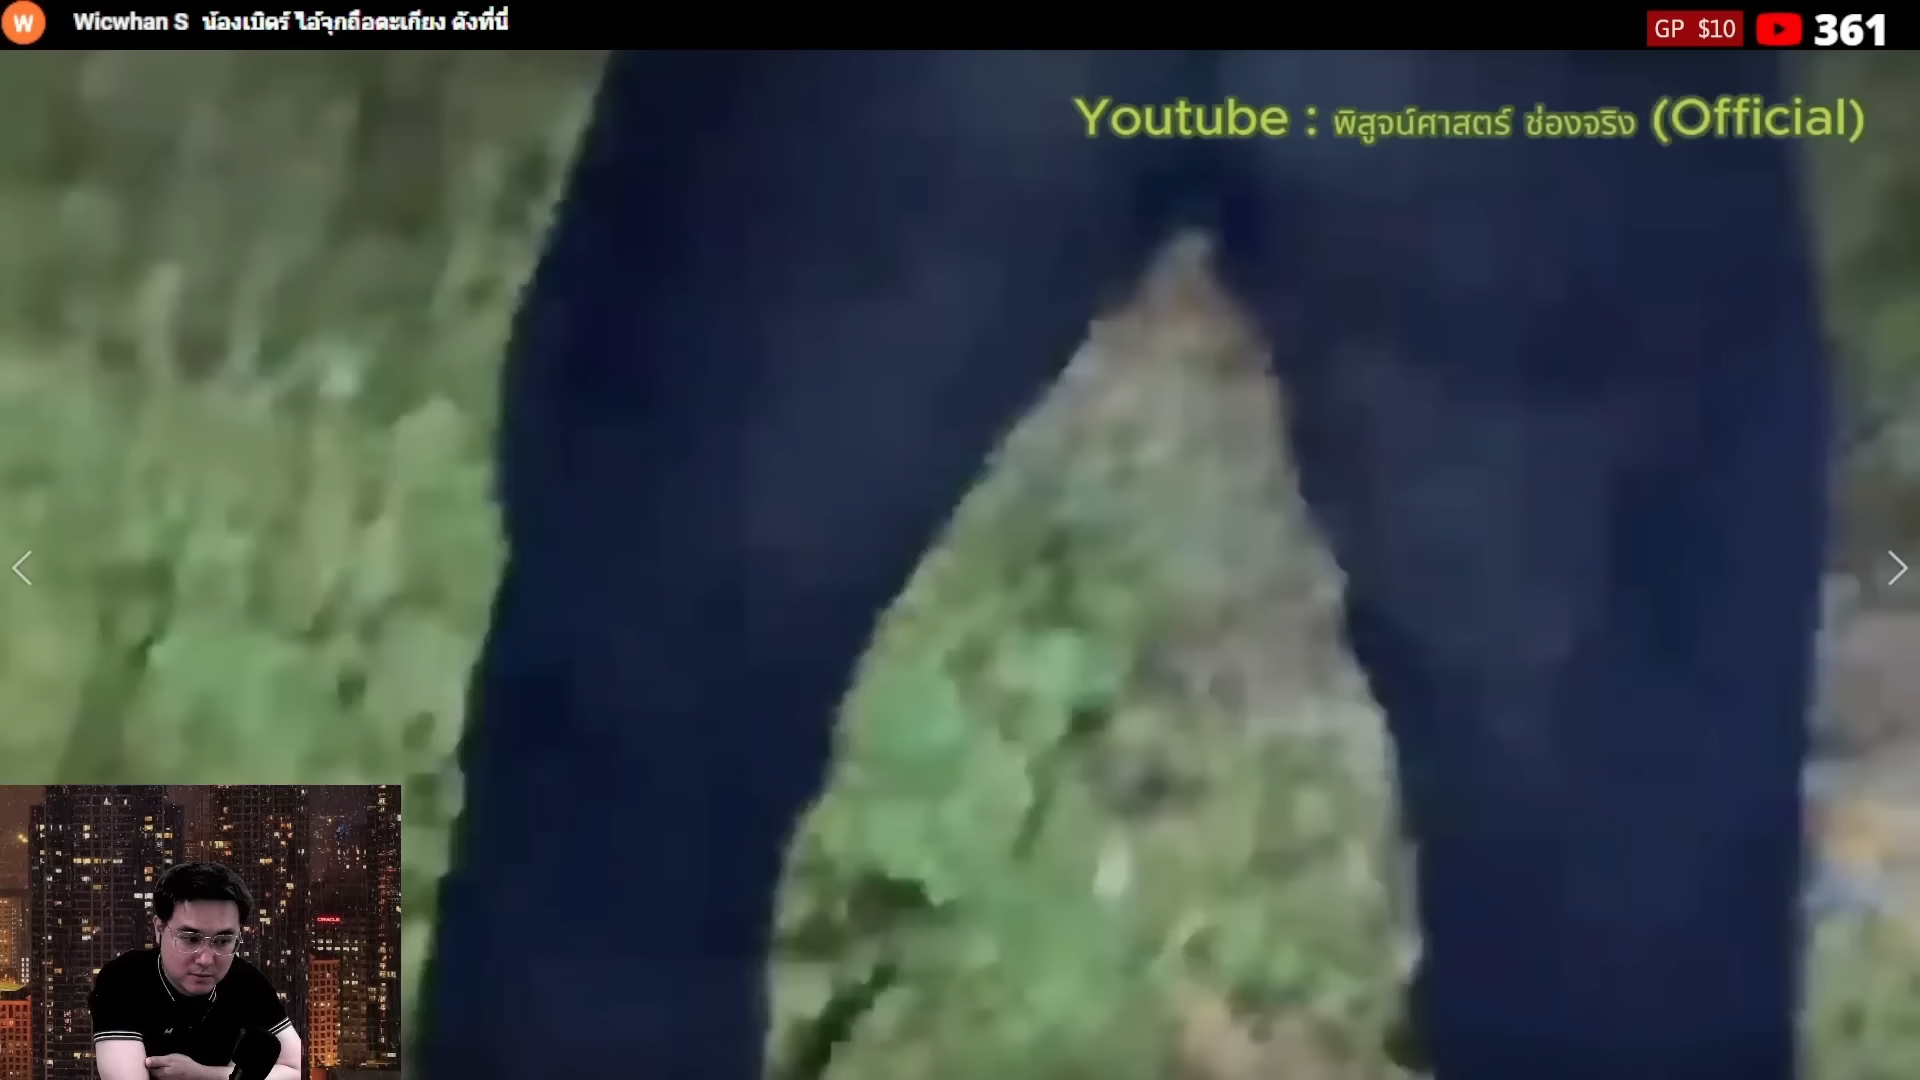 W Wicwhan S น้องเบิดร์ ไอ้จุกถือตะเกียง ดังที่นี่
GP $10 361
Youtube : พิสูจน์ศาสตร์ ช่องจริง (Official)
ORACLE